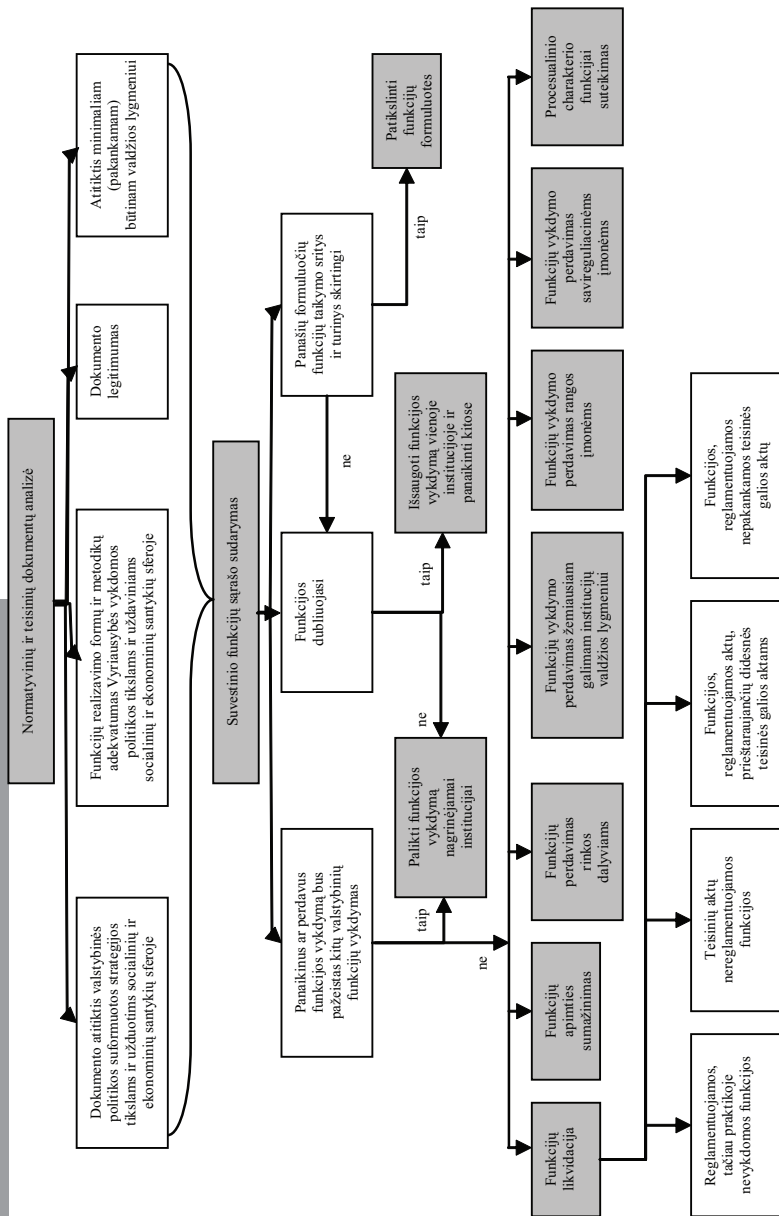 Normatyvinių ir teisinių dokumentų analizė
Dokumento atitiktis valstybinės
politikos suformuotos strategijos
tikslams ir užduotims socialinių ir
ekonominių santykių sferoje
Funkcijų realizavimo formų ir metodikų
adekvatumas Vyriausybės vykdomos
politikos tikslams ir uždaviniams
socialinių ir ekonominių santykių sferoje
Dokumento
legitimumas
Atitiktis minimaliam
(pakankamam)
būtinam valdžios lygmeniui
Suvestinio funkcijų sąrašo sudarymas
Panaikinus ar perdavus
funkcijos vykdymą bus
pažeistas kitų valstybinių
funkcijų vykdymas
Funkcijos
dubliuojasi
Panašių formuluočių
funkcijų taikymo sritys
ir turinys skirtingi
ne
taip
Patikslinti
funkcijų
formuluotes
taip
ne
taip
ne
Palikti funkcijos
vykdymą
nagrinėjamai
institucijai
Išsaugoti funkcijos
vykdymą vienoje
institucijoje ir
panaikinti kitose
Funkcijų
likvidacija
Funkcijų
apimties
sumažinimas
Funkcijų
perdavimas
rinkos
dalyviams
Funkcijų vykdymo
perdavimas žemiausiam
galimam institucijų
valdžios lygmeniui
Funkcijų vykdymo
perdavimas rangos
įmonėms
Funkcijų vykdymo
perdavimas
savireguliacinėms
įmonėms
Procesualinio
charakterio
funkcijai
suteikimas
Reglamentuojamos,
tačiau praktikoje
nevykdomos funkcijos
Teisinių aktų
nereglamentuojamos
funkcijos
Funkcijos,
reglamentuojamos aktų,
prieštaraujančių didesnės
teisinės galios aktams
Funkcijos,
reglamentuojamos
nepakankamos teisinės
galios aktų